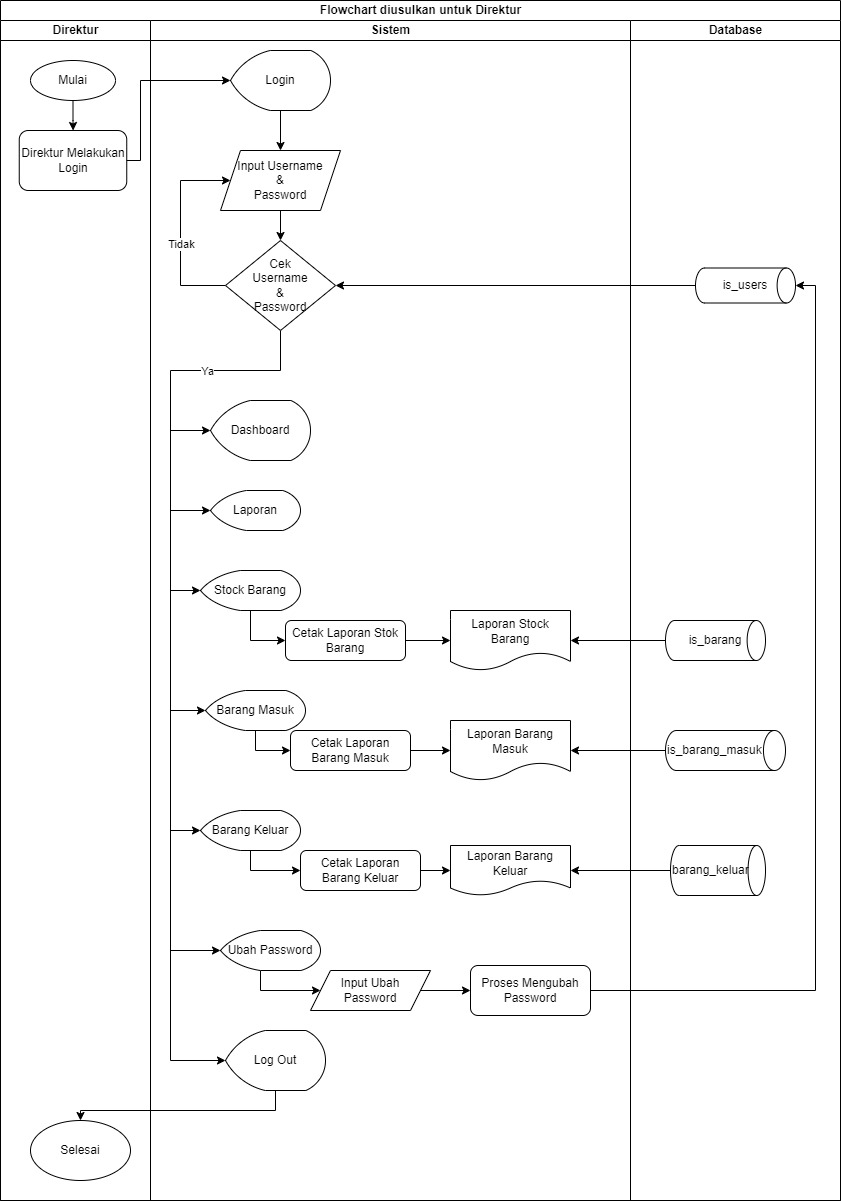 Flowchart diusulkan untuk Direktur
Direktur
Sistem
Database
Mulai
Login
Direktur Melakukan
Login
Input Username
&
Password
Tidak
Cek
Username
&
Password
is_users
Ya
Dashboard
Laporan
Stock Barang
Cetak Laporan Stok
Barang
Laporan Stock
Barang
is_barang
Barang Masuk
Cetak Laporan
Barang Masuk
Laporan Barang
Masuk
is_barang_masuk
Barang Keluar
Cetak Laporan
Barang Keluar
Laporan Barang
Keluar
barang_keluar
Ubah Password
Input Ubah
Password
Proses Mengubah
Password
Log Out
Selesai